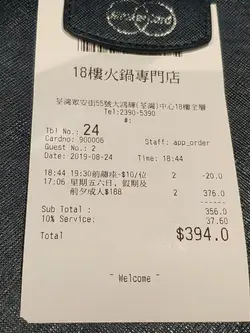 MasterCard
18樓火鍋專門店
荃灣眾安街55號大鴻輝(荃灣)中心18樓全層
Tel:2390-5390
#:
Tbl No.: 24
Cardno: 900006 Staff: app_order
Guest No.: 2
Date: 2019-08-24 Time: 18:44
18:44 19:30前離座-$10/位 2 -20.0
17:06 星期五六日, 假期及前夕成人$188 2 376.0
Sub Total : 356.0
10% Service: 37.60
Total $394.0
~ Welcome ~